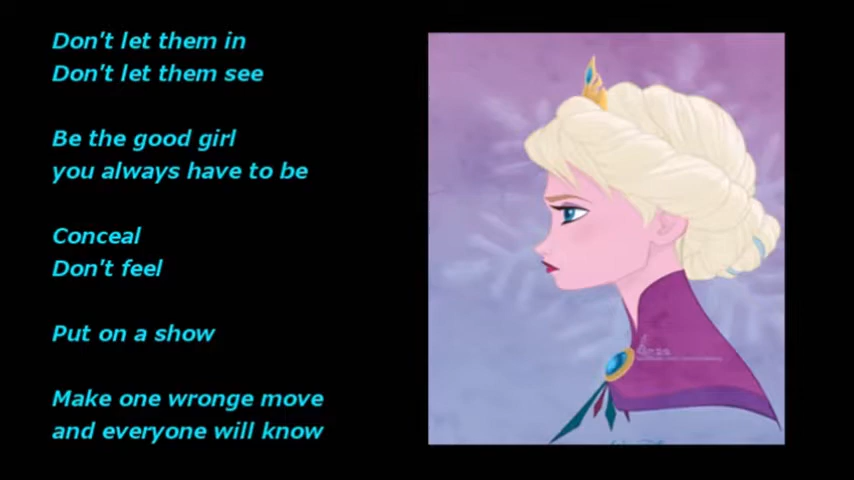 Don't let them in
Don't let them see
Be the good girl
you always have to be
Conceal
Don't feel
Put on a show
Make one wronge move
and everyone will know